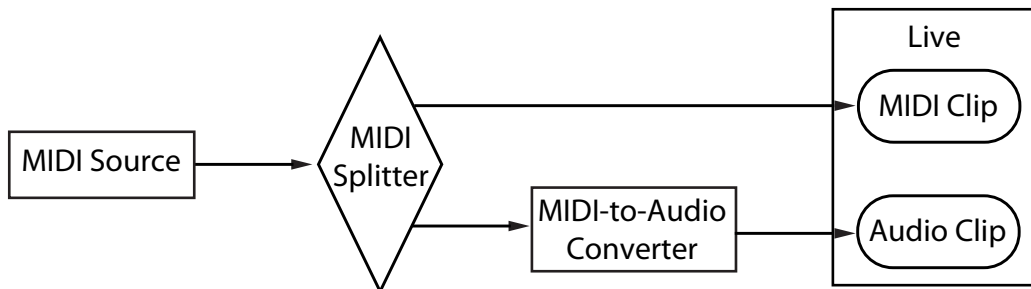 Live
MIDI Clip
MIDI
Splitter
MIDI Source
MIDI-to-Audio
Converter
Audio Clip